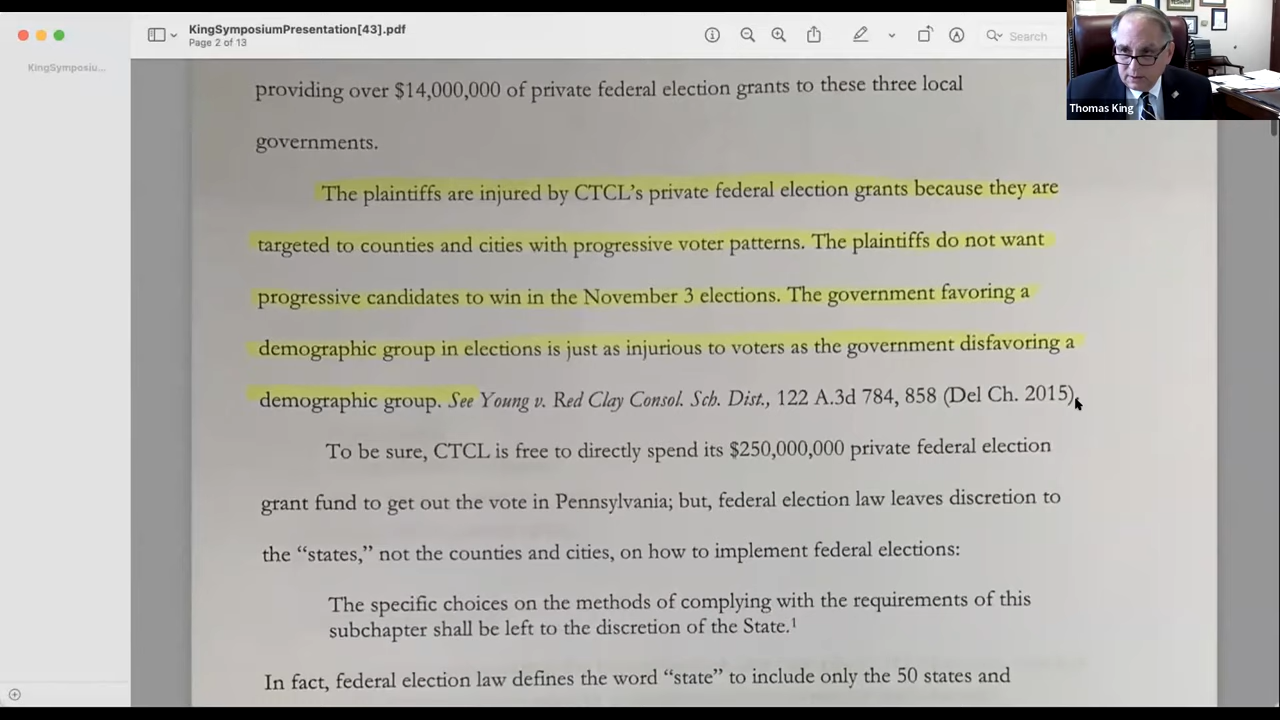 KingSymposiumPresentation[43].pdf
Page 2 of 13
Search
KingSymposiu...
Thomas King
providing over $14,000,000 of private federal election grants to these three local
governments.
The plaintiffs are injured by CTCL’s private federal election grants because they are
targeted to counties and cities with progressive voter patterns. The plaintiffs do not want
progressive candidates to win in the November 3 elections. The government favoring a
demographic group in elections is just as injurious to voters as the government disfavoring a
demographic group. See Young v. Red Clay Consol. Sch. Dist., 122 A.3d 784, 858 (Del Ch. 2015).
To be sure, CTCL is free to directly spend its $250,000,000 private federal election
grant fund to get out the vote in Pennsylvania; but, federal election law leaves discretion to
the “states,” not the counties and cities, on how to implement federal elections:
The specific choices on the methods of complying with the requirements of this
subchapter shall be left to the discretion of the State.¹
In fact, federal election law defines the word “state” to include only the 50 states and